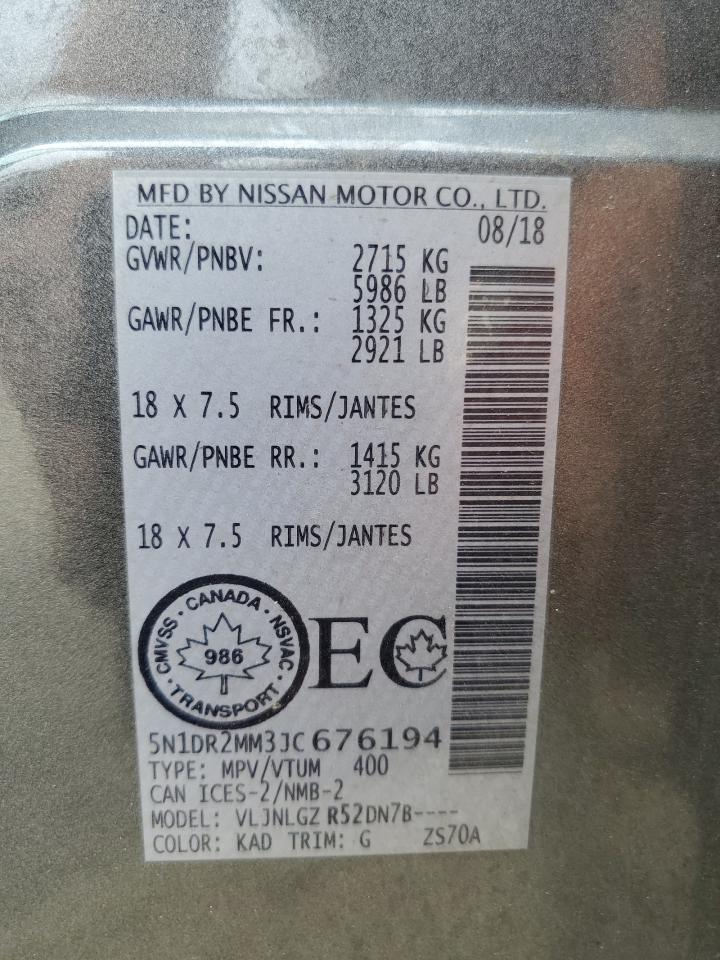 MFD BY NISSAN MOTOR CO., LTD.
DATE: 08/18
GVWR/PNBV: 2715 KG
5986 LB
GAWR/PNBE FR.: 1325 KG
2921 LB
18 X 7.5 RIMS/JANTES
GAWR/PNBE RR.: 1415 KG
3120 LB
18 X 7.5 RIMS/JANTES
CMVSS · CANADA · NSVAC · TRANSPORT ·
986
EC
5N1DR2MM3JC676194
TYPE: MPV/VTUM 400
CAN ICES-2/NMB-2
MODEL: VLJNLGZ R52DN7B----
COLOR: KAD TRIM: G ZS70A